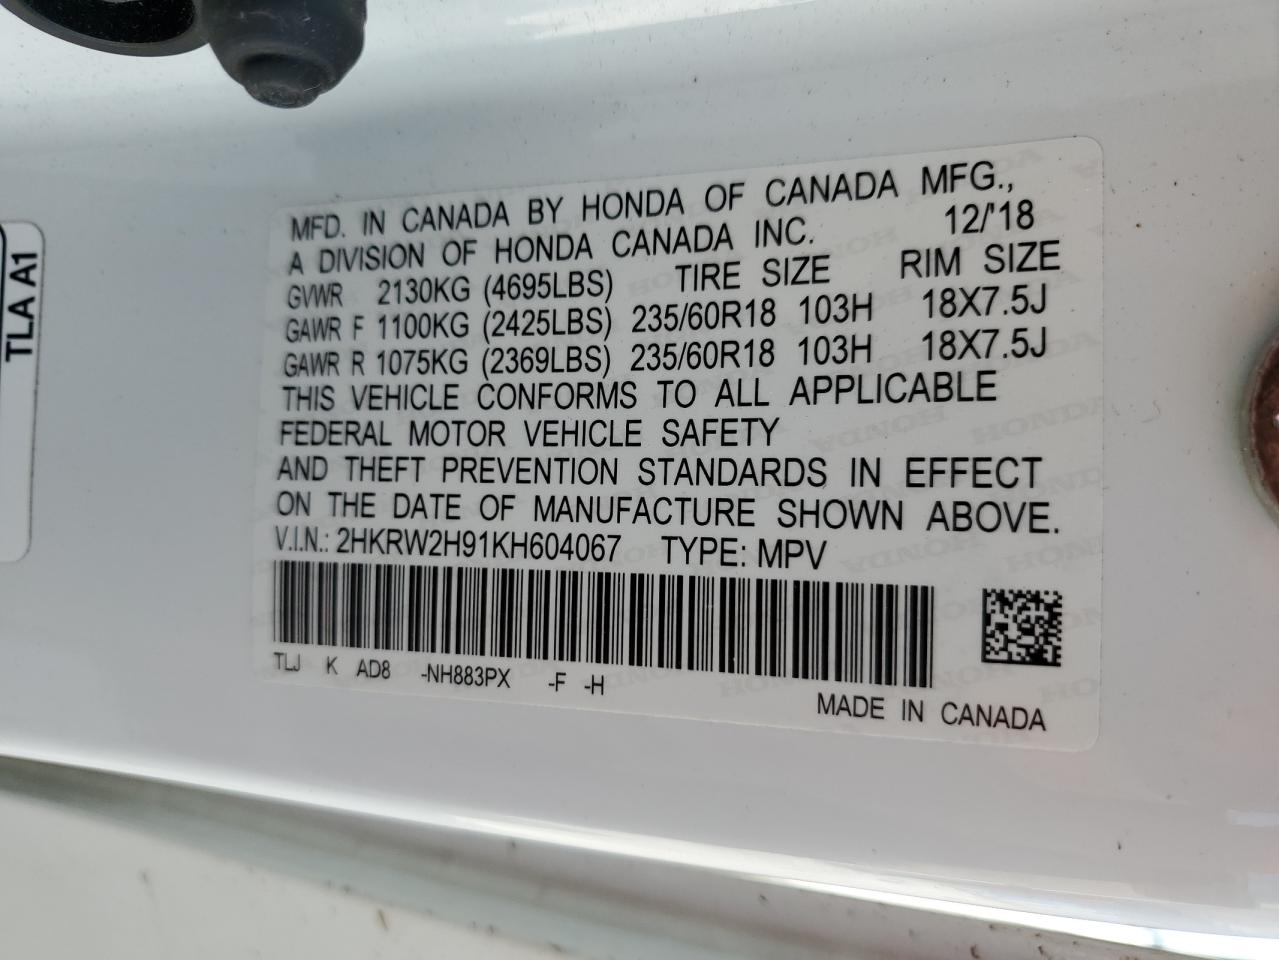 MFD. IN CANADA BY HONDA OF CANADA MFG.,
A DIVISION OF HONDA CANADA INC. 12/'18
GVWR 2130KG (4695LBS) TIRE SIZE RIM SIZE
GAWR F 1100KG (2425LBS) 235/60R18 103H 18X7.5J
GAWR R 1075KG (2369LBS) 235/60R18 103H 18X7.5J
THIS VEHICLE CONFORMS TO ALL APPLICABLE
FEDERAL MOTOR VEHICLE SAFETY
AND THEFT PREVENTION STANDARDS IN EFFECT
ON THE DATE OF MANUFACTURE SHOWN ABOVE.
V.I.N.: 2HKRW2H91KH604067 TYPE: MPV
TLJ K AD8 -NH883PX -F -H
MADE IN CANADA
TLA A1